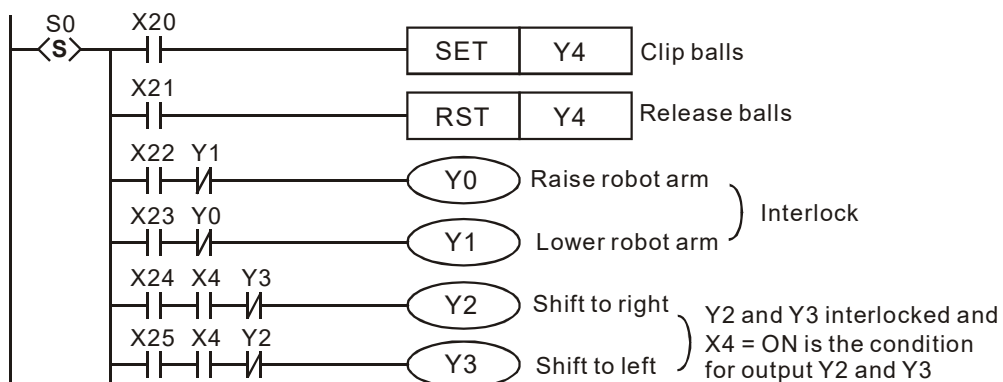 S0
S
X20
SET Y4 Clip balls
X21
RST Y4 Release balls
X22 Y1
Y0 Raise robot arm
Interlock
X23 Y0
Y1 Lower robot arm
X24 X4 Y3
Y2 Shift to right
X25 X4 Y2
Y3 Shift to left
Y2 and Y3 interlocked and
X4 = ON is the condition
for output Y2 and Y3